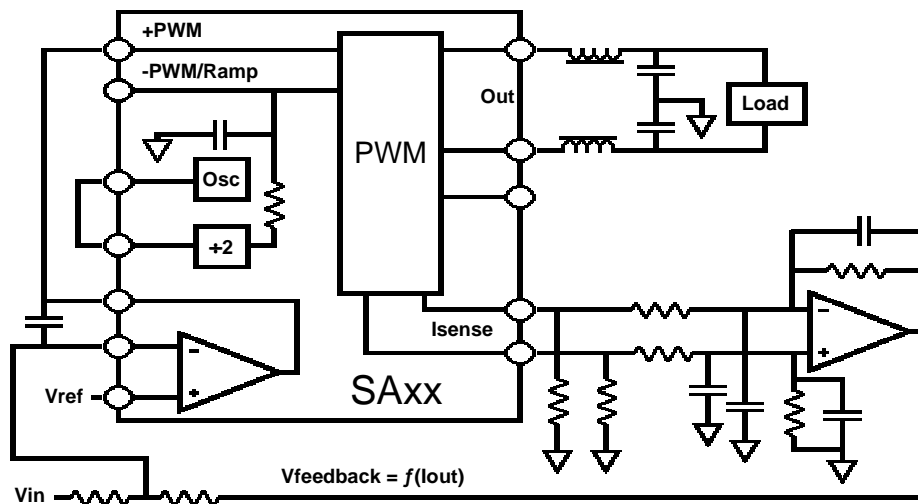 +PWM
-PWM/Ramp
Out
Load
PWM
Osc
÷2
Isense
−
+
−
+
Vref
SAxx
Vfeedback = ƒ(Iout)
Vin